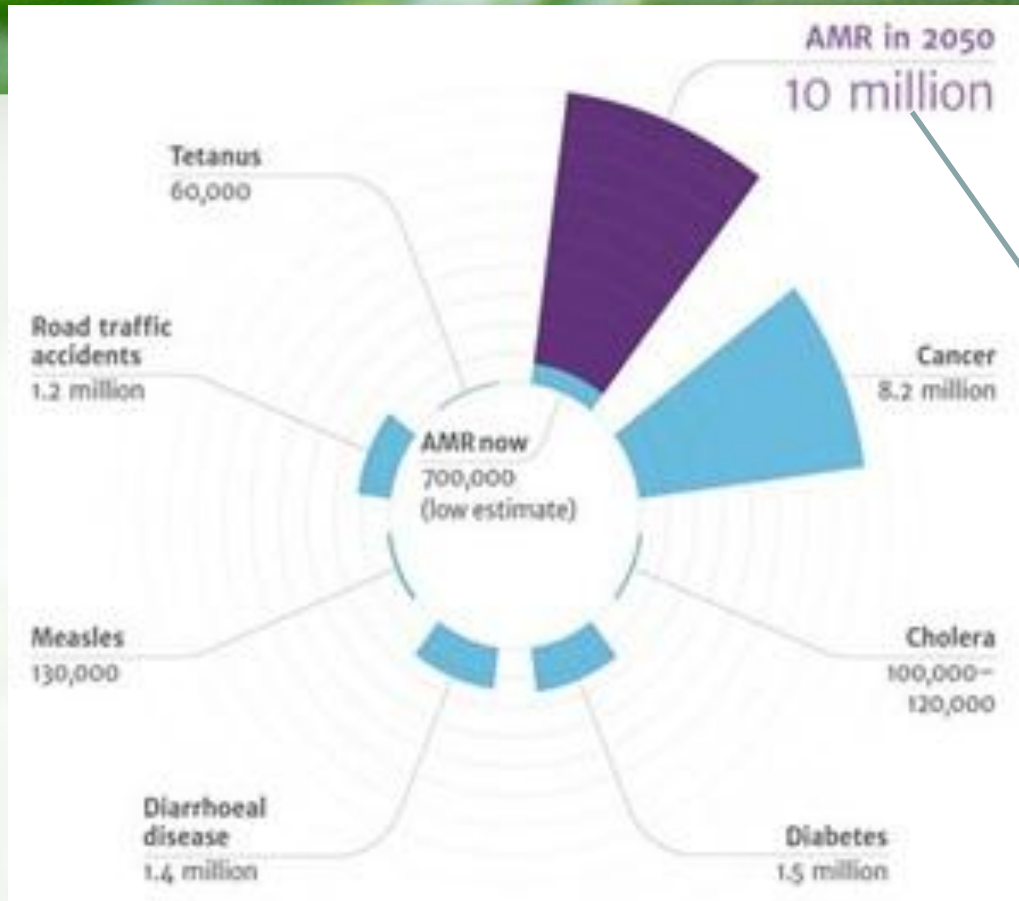 AMR in 2050
10 million
Tetanus
60,000
Road traffic
accidents
1.2 million
Cancer
8.2 million
AMR now
700,000
(low estimate)
Measles
130,000
Cholera
100,000–
120,000
Diarrhoeal
disease
1.4 million
Diabetes
1.5 million